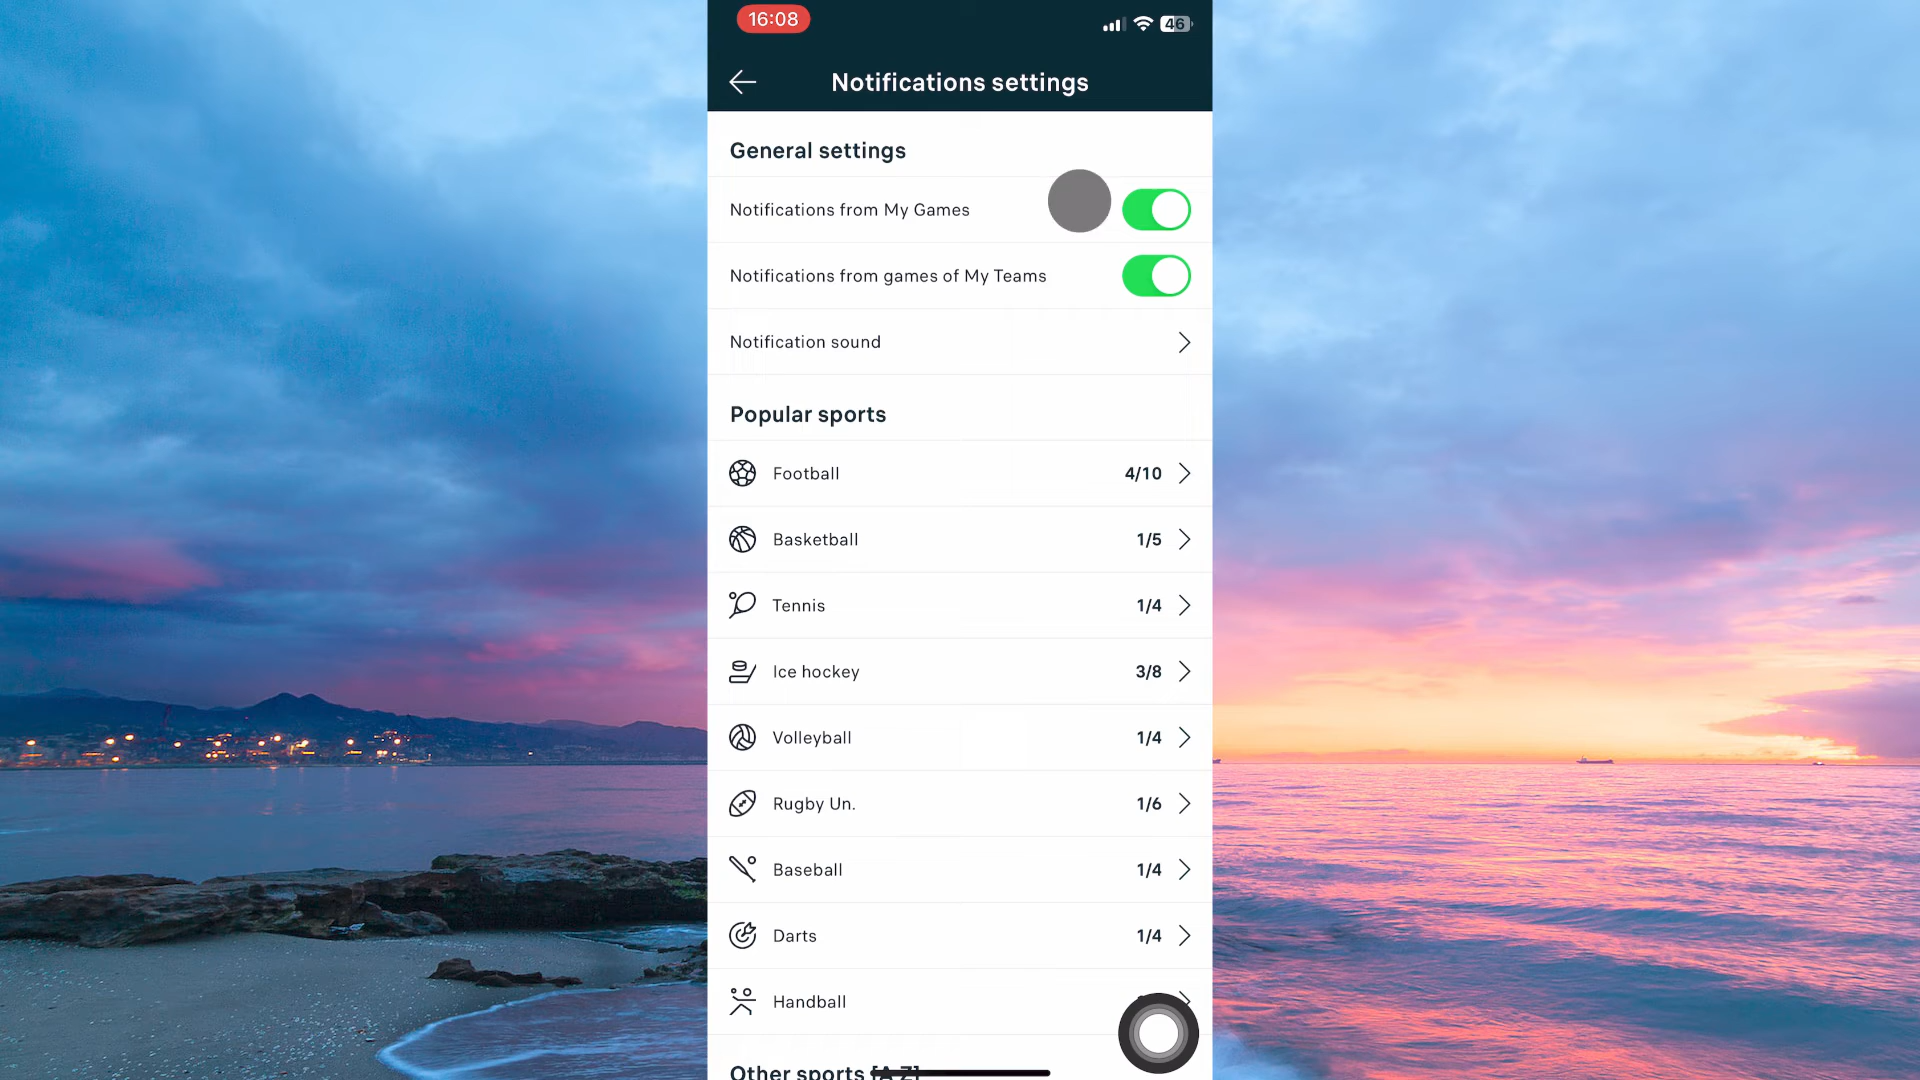 16:08
46
Notifications settings
General settings
Notifications from My Games
Notifications from games of My Teams
Notification sound
Popular sports
Football 4/10
Basketball 1/5
Tennis 1/4
Ice hockey 3/8
Volleyball 1/4
Rugby Un. 1/6
Baseball 1/4
Darts 1/4
Handball
Other sports [A-Z]